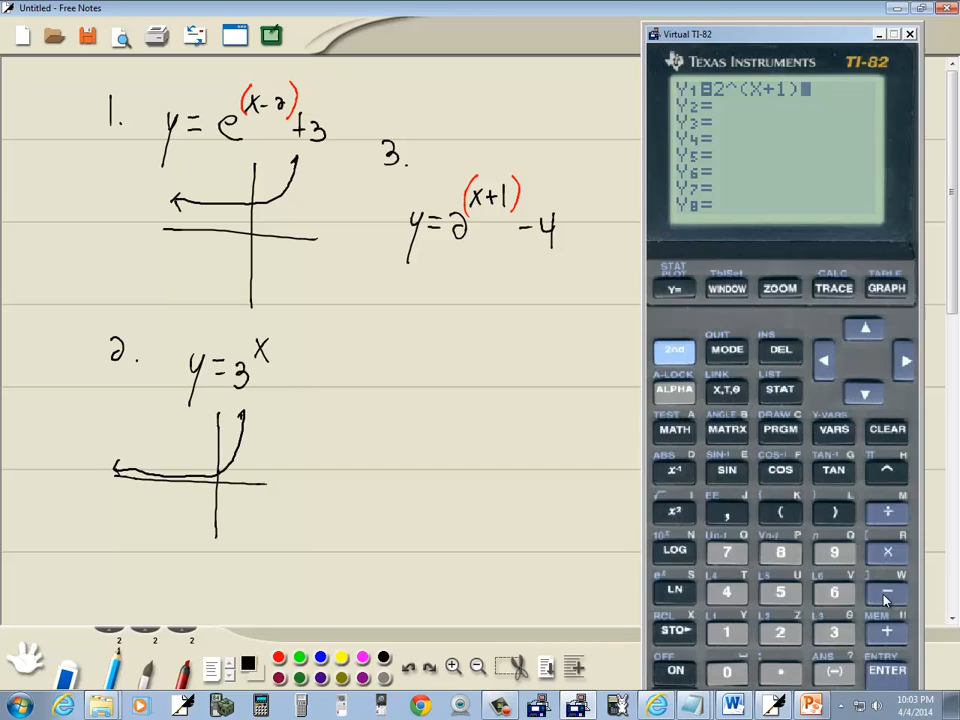 Untitled - Free Notes
1. y = e^(x-2) + 3
2. y = 3^x
3.
y = 2^(x+1) - 4
Virtual TI-82
TEXAS INSTRUMENTS TI-82
Y1=2^(X+1)
Y2=
Y3=
Y4=
Y5=
Y6=
Y7=
Y8=
STAT PLOT TblSet CALC TABLE
Y= WINDOW ZOOM TRACE GRAPH
QUIT INS
2nd MODE DEL
A-LOCK LINK LIST
ALPHA X,T,θ STAT
TEST A ANGLE B DRAW C Y-VARS
MATH MATRX PRGM VARS CLEAR
ABS D SIN-1 E COS-1 F TAN-1 G π H
x-1 SIN COS TAN ^
√ I EE J { K } L M
x² , ( ) ÷
10ˣ N Un-1 O Vn-1 P Q [ R
LOG 7 8 9 ×
eˣ S L4 T L5 U L6 V ] W
LN 4 5 6 −
RCL X L1 Y L2 Z L3 θ MEM "
STO▸ 1 2 3 +
OFF : ANS ? ENTRY
ON 0 . (−) ENTER
2 2 2
10:03 PM
4/4/2014